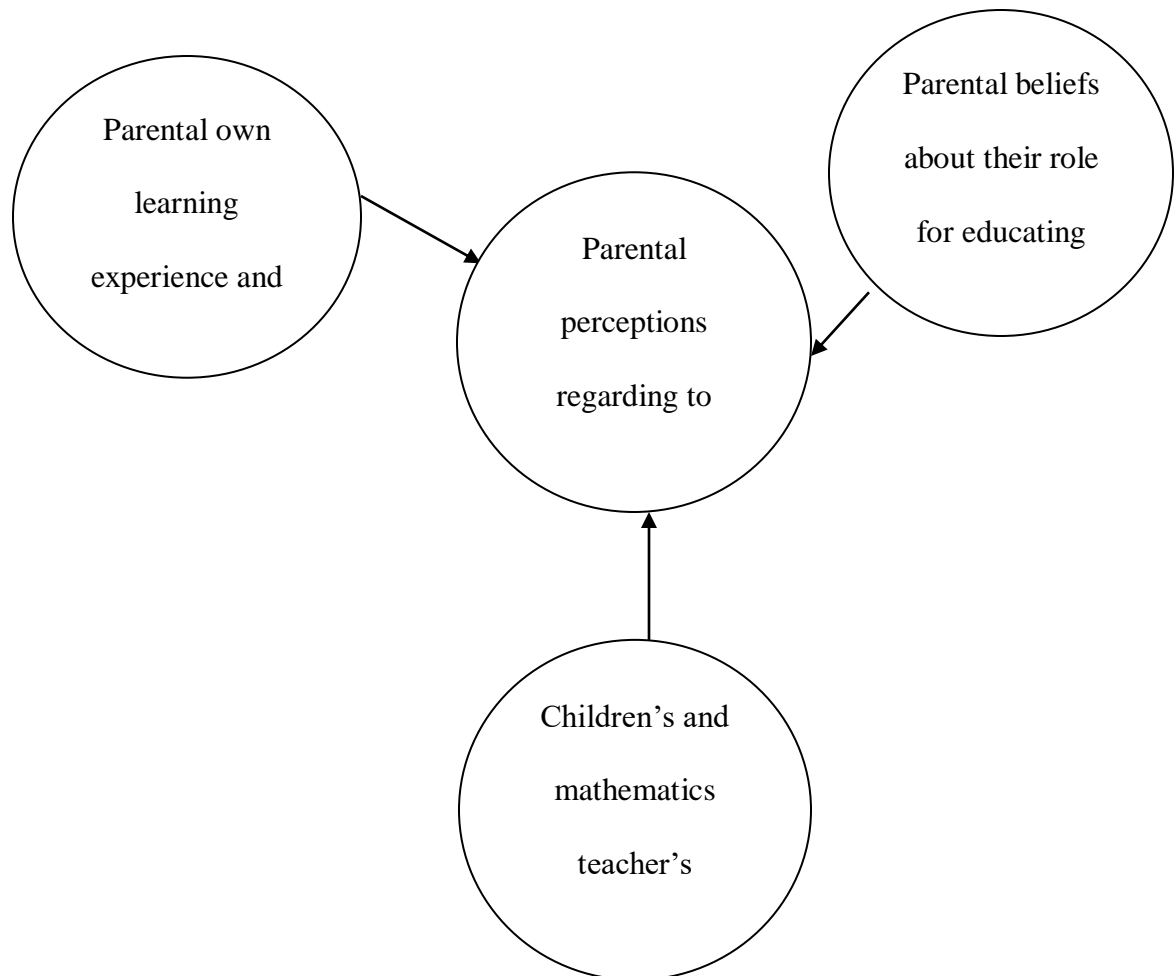 Parental own
learning
experience and
Parental beliefs
about their role
for educating
Parental
perceptions
regarding to
Children’s and
mathematics
teacher’s